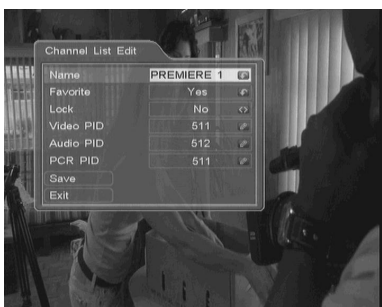 Channel List Edit
Name PREMIERE 1
Favorite Yes
Lock No
Video PID 511
Audio PID 512
PCR PID 511
Save
Exit